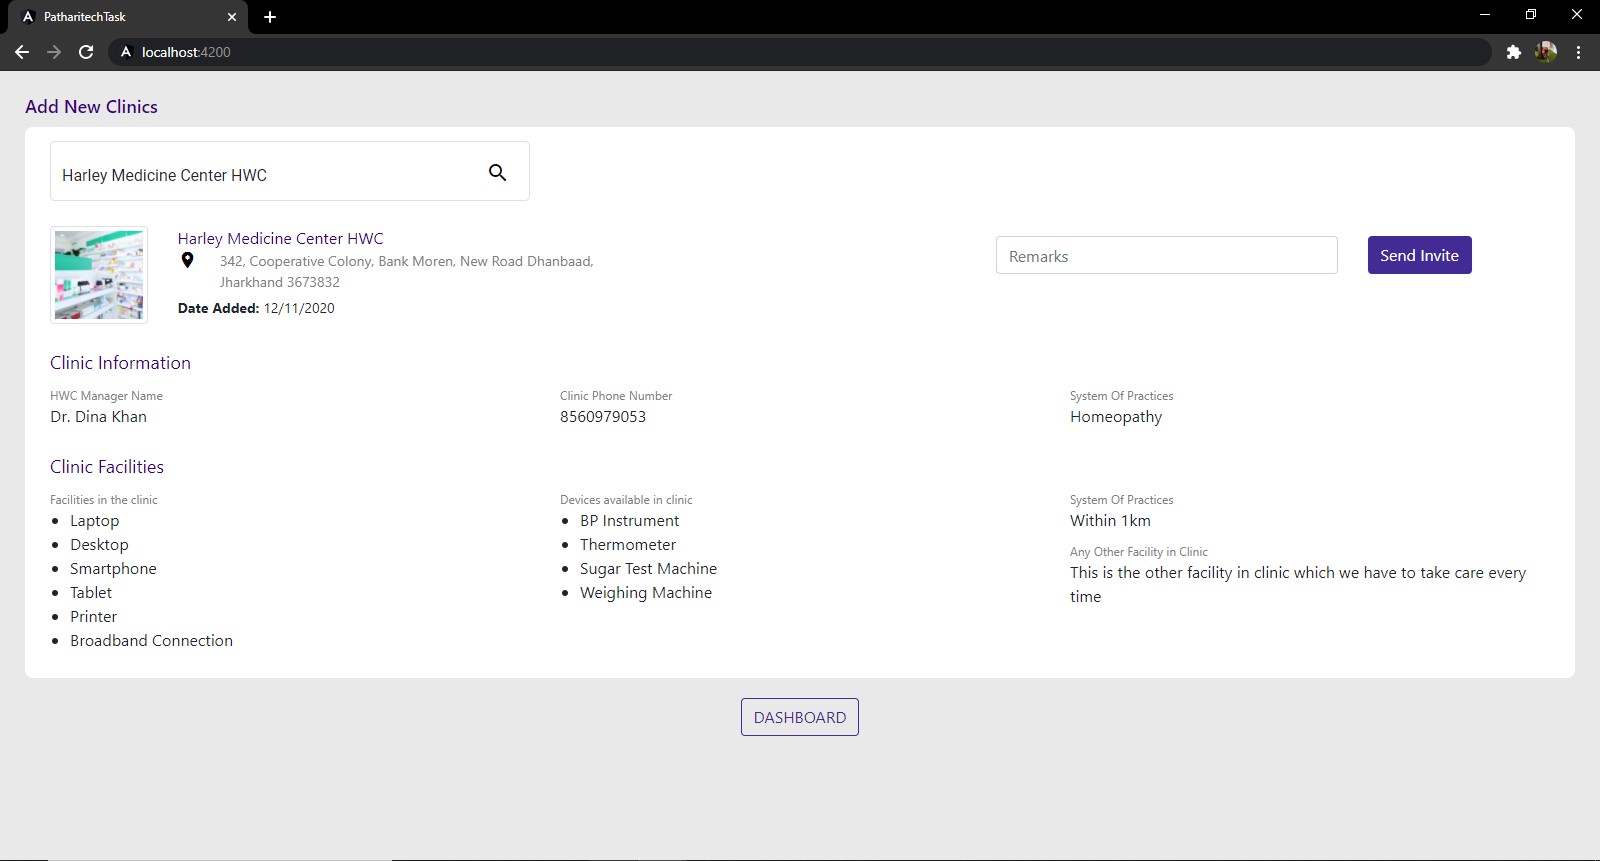 PatharitechTask
localhost:4200
Add New Clinics
Harley Medicine Center HWC
Harley Medicine Center HWC
342, Cooperative Colony, Bank Moren, New Road Dhanbaad,
Jharkhand 3673832
Date Added: 12/11/2020
Remarks
Send Invite
Clinic Information
HWC Manager Name
Dr. Dina Khan
Clinic Phone Number
8560979053
System Of Practices
Homeopathy
Clinic Facilities
Facilities in the clinic
Laptop
Desktop
Smartphone
Tablet
Printer
Broadband Connection
Devices available in clinic
BP Instrument
Thermometer
Sugar Test Machine
Weighing Machine
System Of Practices
Within 1km
Any Other Facility in Clinic
This is the other facility in clinic which we have to take care every
time
DASHBOARD